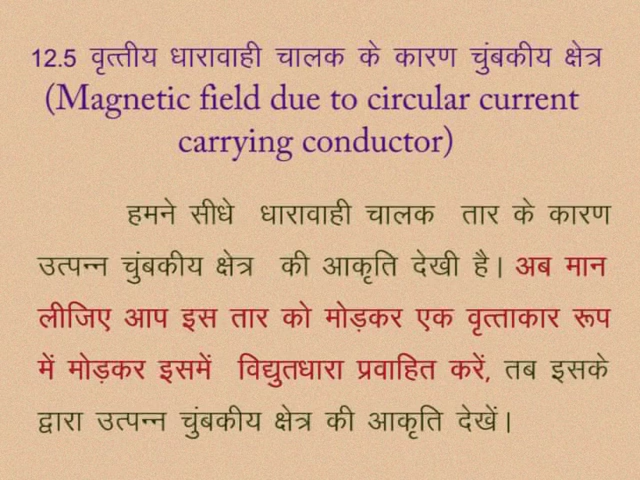 12.5 वृत्तीय धारावाही चालक के कारण चुंबकीय क्षेत्र
(Magnetic field due to circular current
carrying conductor)
हमने सीधे धारावाही चालक तार के कारण
उत्पन्न चुंबकीय क्षेत्र की आकृति देखी है। अब मान
लीजिए आप इस तार को मोड़कर एक वृत्ताकार रूप
में मोड़कर इसमें विद्युतधारा प्रवाहित करें, तब इसके
द्वारा उत्पन्न चुंबकीय क्षेत्र की आकृति देखें।